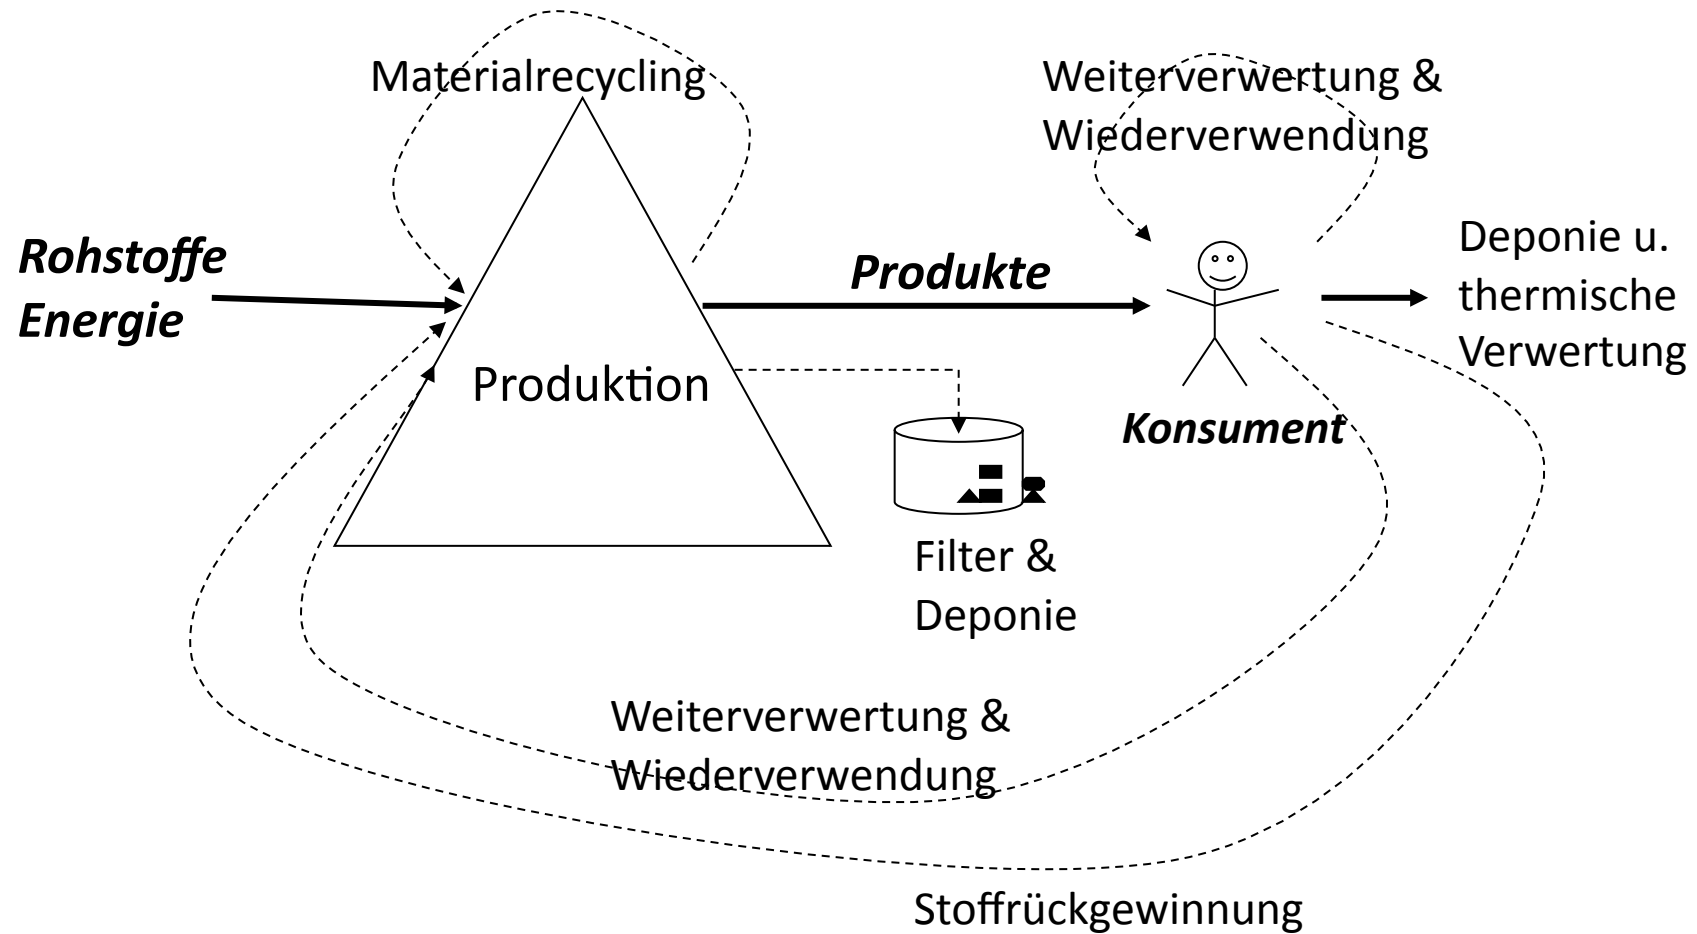 Materialrecycling
Weiterverwertung &
Wiederverwendung
Rohstoffe
Energie
Produkte
Deponie u.
thermische
Verwertung
Produktion
Konsument
Filter &
Deponie
Weiterverwertung &
Wiederverwendung
Stoffrückgewinnung